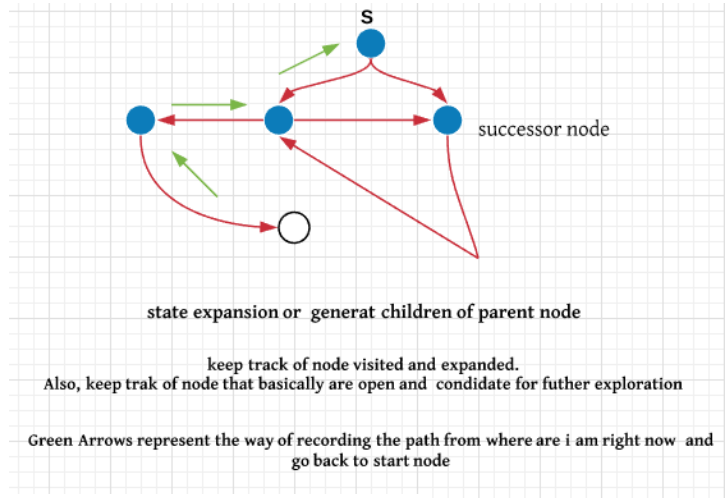 S
successor node
state expansion or generat children of parent node
keep track of node visited and expanded.
Also, keep trak of node that basically are open and candidate for futher exploration
Green Arrows represent the way of recording the path from where are i am right now and
go back to start node